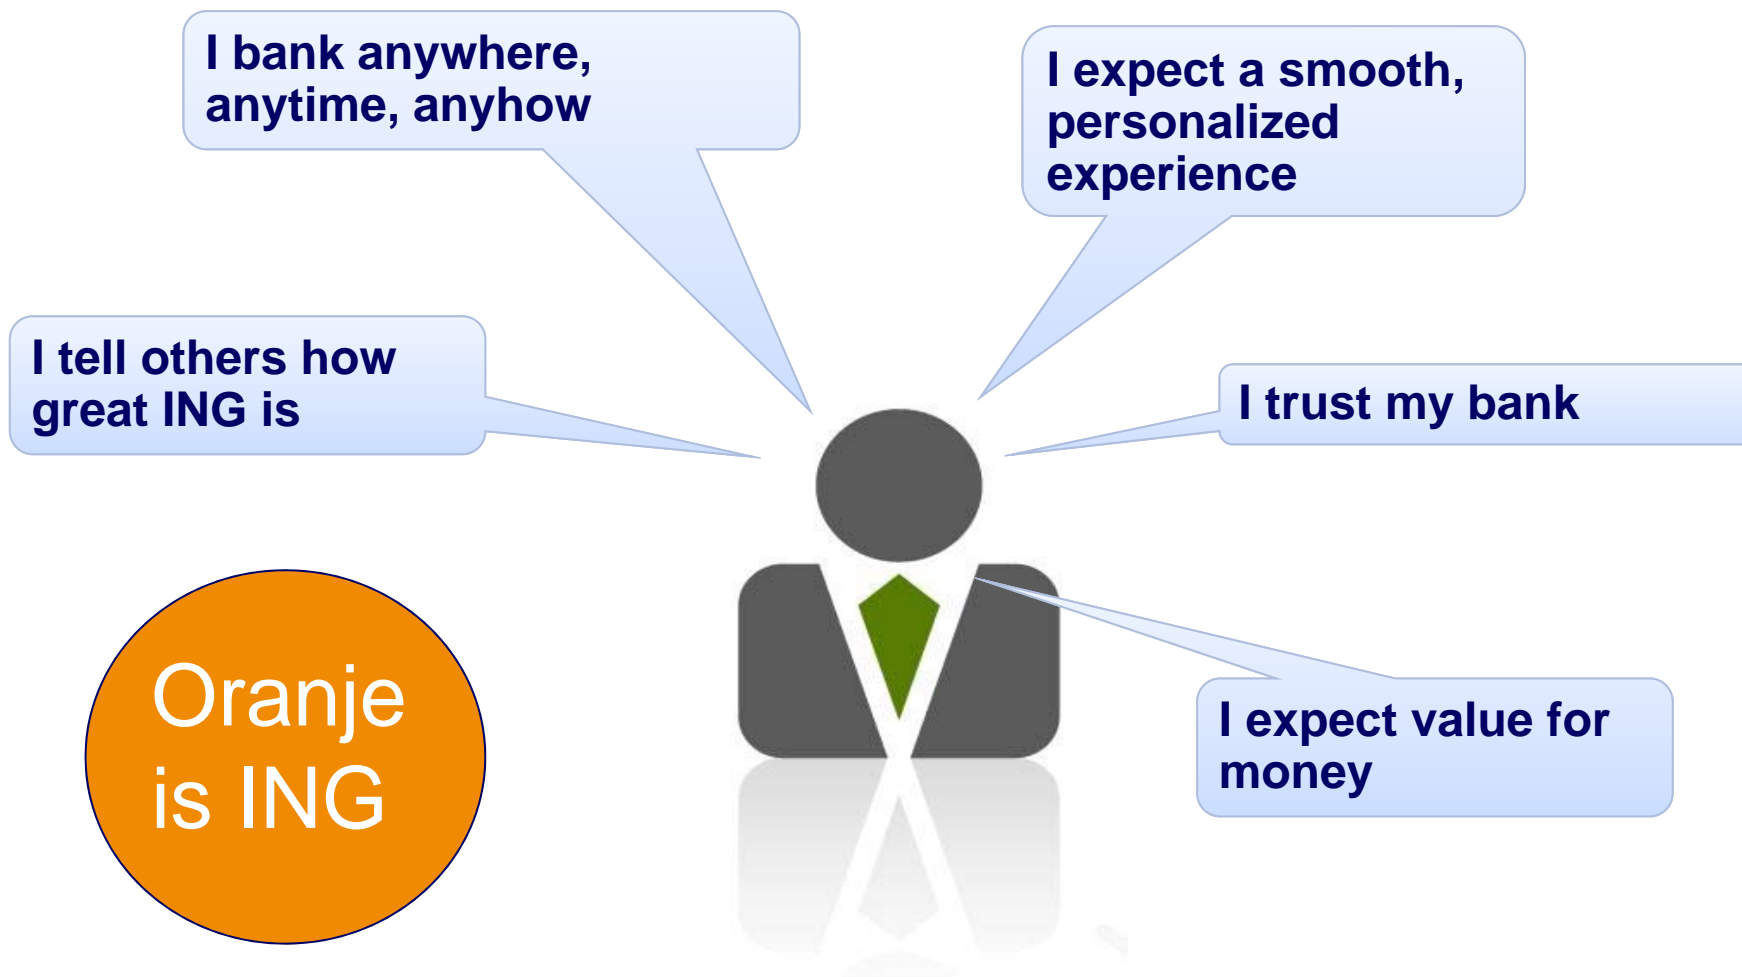 I bank anywhere,
anytime, anyhow
I expect a smooth,
personalized
experience
I tell others how
great ING is
I trust my bank
Oranje
is ING
I expect value for
money